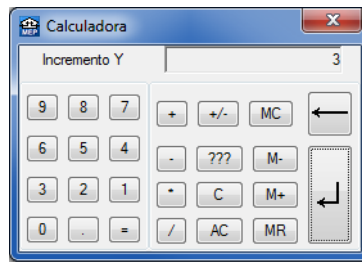 MEP Calculadora X
Incremento Y 3
9 8 7 + +/- MC ←
6 5 4 - ??? M-
3 2 1 * C M+ ↵
0 . = / AC MR